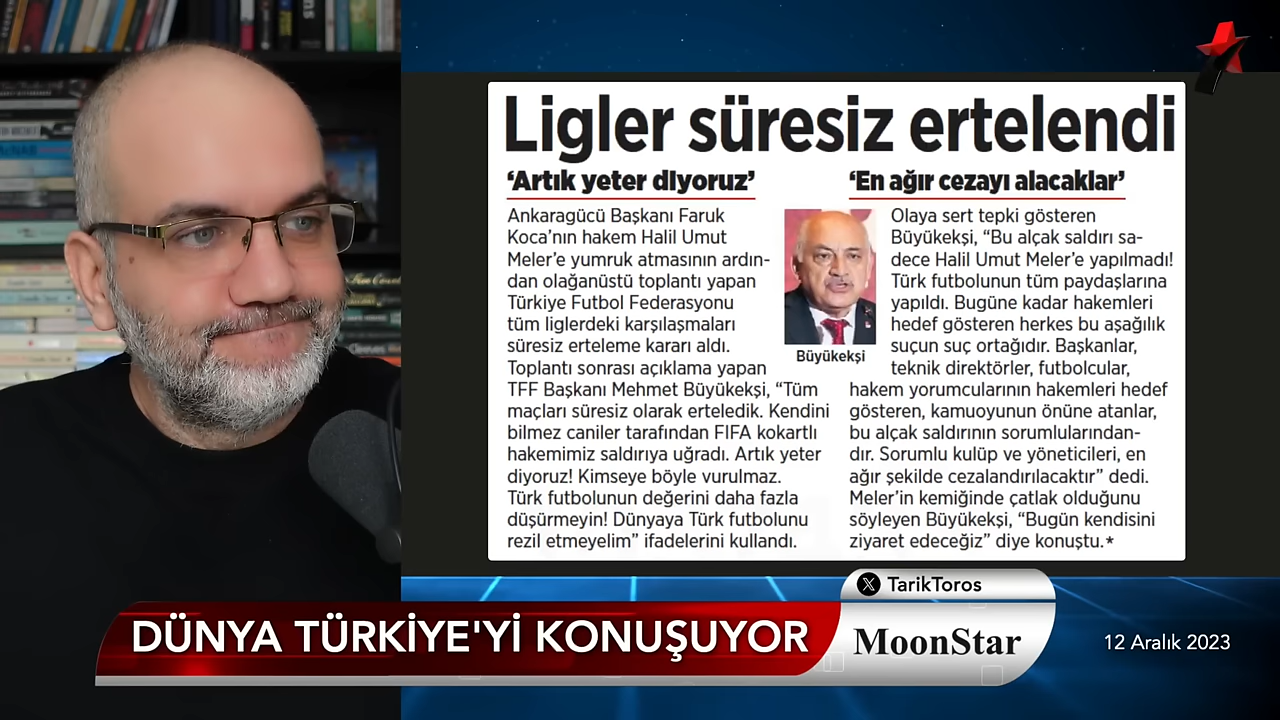 Ligler süresiz ertelendi
‘Artık yeter diyoruz’
Ankaragücü Başkanı Faruk
Koca’nın hakem Halil Umut
Meler’e yumruk atmasının ardın-
dan olağanüstü toplantı yapan
Türkiye Futbol Federasyonu
tüm liglerdeki karşılaşmaları
süresiz erteleme kararı aldı.
Toplantı sonrası açıklama yapan
TFF Başkanı Mehmet Büyükekşi, “Tüm
maçları süresiz olarak erteledik. Kendini
bilmez caniler tarafından FIFA kokartlı
hakemimiz saldırıya uğradı. Artık yeter
diyoruz! Kimseye böyle vurulmaz.
Türk futbolunun değerini daha fazla
düşürmeyin! Dünyaya Türk futbolunu
rezil etmeyelim” ifadelerini kullandı.
Büyükekşi
‘En ağır cezayı alacaklar’
Olaya sert tepki gösteren
Büyükekşi, “Bu alçak saldırı sa-
dece Halil Umut Meler’e yapılmadı!
Türk futbolunun tüm paydaşlarına
yapıldı. Bugüne kadar hakemleri
hedef gösteren herkes bu aşağılık
suçun suç ortağıdır. Başkanlar,
teknik direktörler, futbolcular,
hakem yorumcularının hakemleri hedef
gösteren, kamuoyunun önüne atanlar,
bu alçak saldırının sorumlularından-
dır. Sorumlu kulüp ve yöneticileri, en
ağır şekilde cezalandırılacaktır” dedi.
Meler’in kemiğinde çatlak olduğunu
söyleyen Büyükekşi, “Bugün kendisini
ziyaret edeceğiz” diye konuştu.*
TarikToros
DÜNYA TÜRKİYE'Yİ KONUŞUYOR
MoonStar
12 Aralık 2023